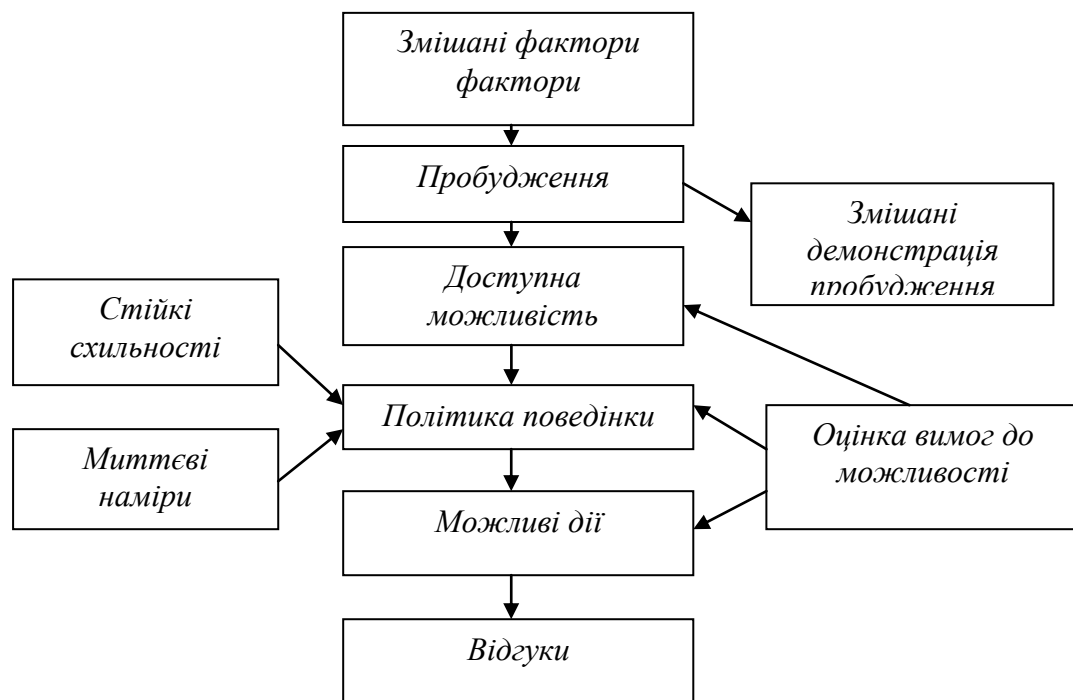 Змішані фактори
фактори
Пробудження
Змішані
демонстрація
пробудження
Доступна
можливість
Стійкі
схильності
Політика поведінки
Оцінка вимог до
можливості
Миттєві
наміри
Можливі дії
Відгуки